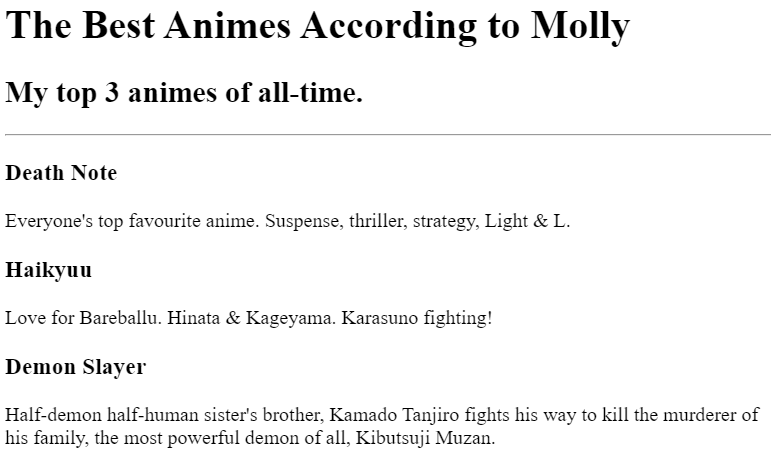 The Best Animes According to Molly
My top 3 animes of all-time.
Death Note
Everyone's top favourite anime. Suspense, thriller, strategy, Light & L.
Haikyuu
Love for Bareballu. Hinata & Kageyama. Karasuno fighting!
Demon Slayer
Half-demon half-human sister's brother, Kamado Tanjiro fights his way to kill the murderer of
his family, the most powerful demon of all, Kibutsuji Muzan.